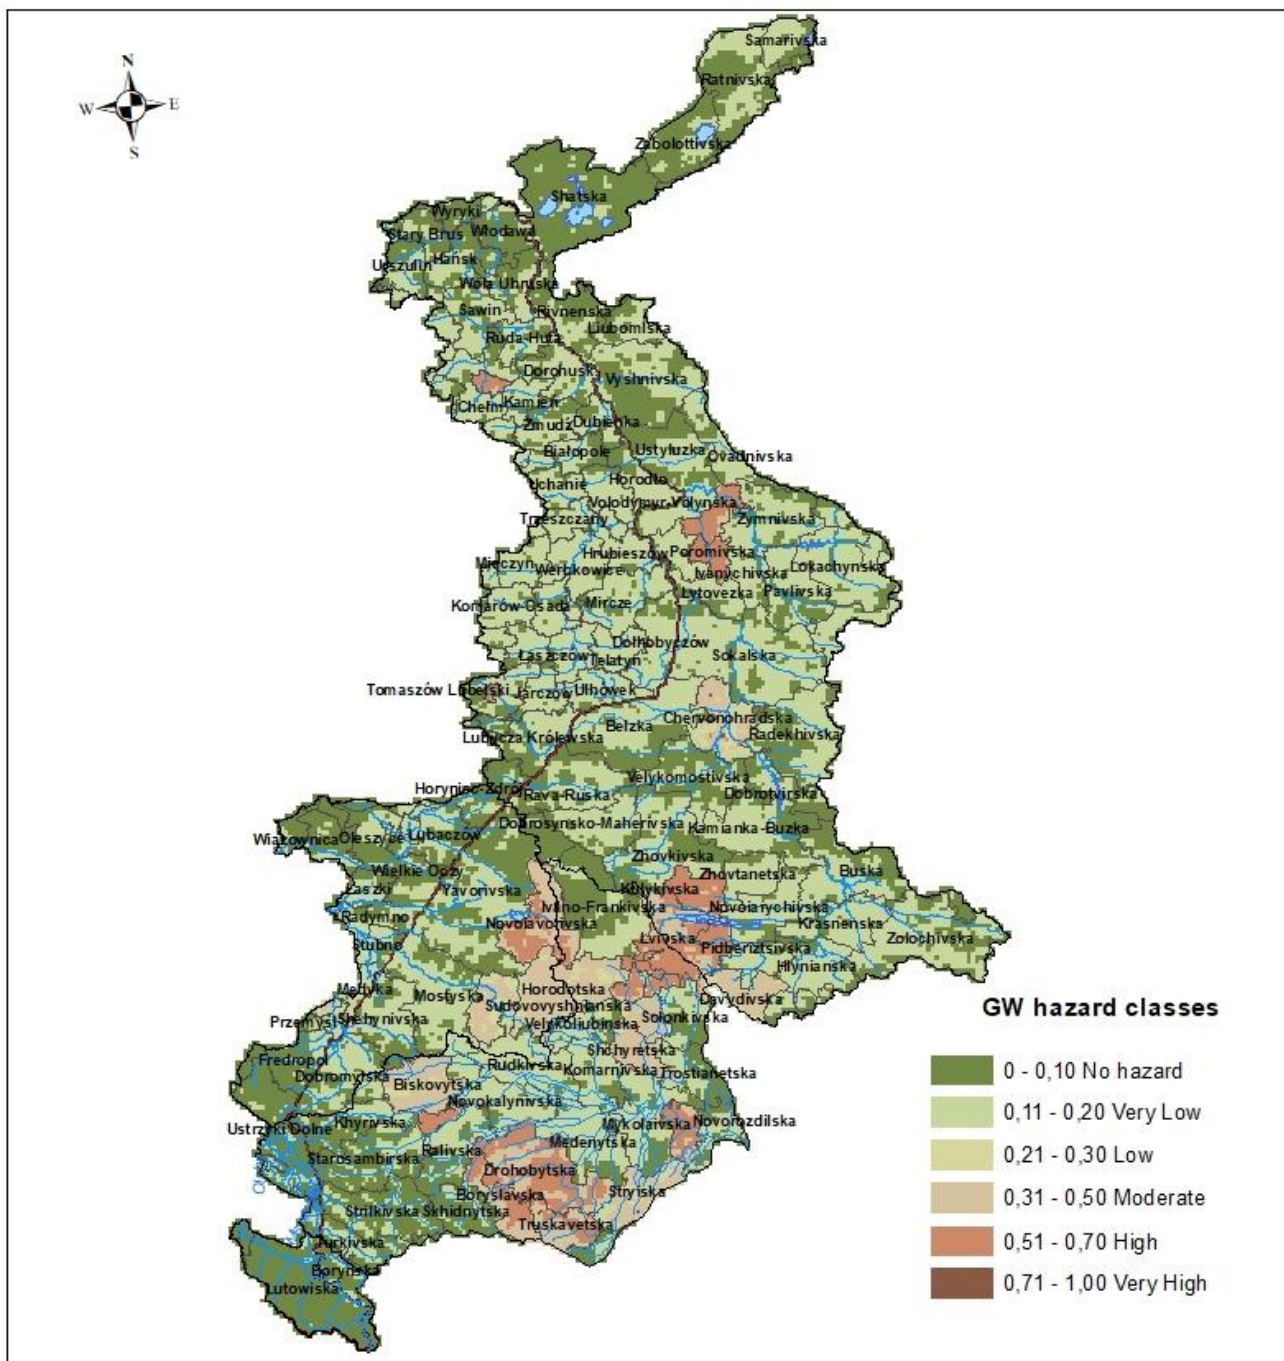 N
W E
S
Samarivska
Ratnivska
Zabolottivska
Shatska
Wyryki
Stary Brus Włodawa
Hańsk
Urszulin
Wola Uhruska
Sawin
Rivnenska
Liubomlska
Ruda-Huta
Dorohusk
Vyshnivska
Chełm Kamień
Żmudź Dubienka
Białopole
Ustyluzka
Ovadnivska
Uchanie
Horodło
Volodymyr-Volynska
Trzeszczany
Zymnivska
Hrubieszów
Poromivska
Miączyn
Werbkowice
Lokachynska
Ivanychivska
Lytovezka
Pavlivska
Komarów-Osada
Mircze
Dołhobyczów
Łaszczów
Telatyn
Sokalska
Tomaszów Lubelski
Jarczów Ulhówek
Chervonohradska
Belzka
Radekhivska
Lubycza Królewska
Velykomostivska
Horyniec-Zdrój
Rava-Ruska
Dobrotvirska
Dobrosynsko-Maherivska
Kamianka-Buzka
Wiązownica
Oleszyce
Lubaczów
Zhovkivska
Wielkie Oczy
Zhovtanetska
Buska
Łaszki
Yavorivska
Kulykivska
Radymno
Ivano-Frankivska
Novoiarychivska
Novoiavorivska
Krasnenska
Stubno
Lvivska
Pidberiztsivska
Zolochivska
Hlynianska
Medyka
Mostyska
Horodotska
Sudovovyshnianska
Davydivska
Przemyśl
Shehynivska
Velykoliubinska
Solonkivska
Shchyretska
Fredropol
Rudkivska
Komarnivska
Trostianetska
Dobromylska
Biskovytska
Novokalynivska
Ustrzyki Dolne
Khyrivska
Mykolaivska
Novorozdilska
Ralivska
Medenytska
Starosambirska
Drohobytska
Boryslavska
Stryiska
Strilkivska
Skhidnytska
Truskavetska
Turkivska
Borynska
Lutowiska
GW hazard classes
0 - 0,10 No hazard
0,11 - 0,20 Very Low
0,21 - 0,30 Low
0,31 - 0,50 Moderate
0,51 - 0,70 High
0,71 - 1,00 Very High